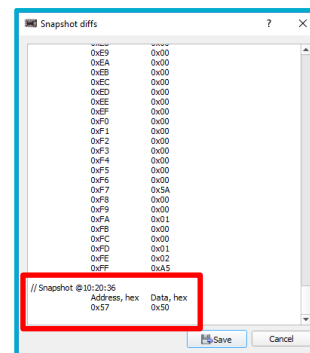 Snapshot diffs ? ×
0xE9 0x00
0xEA 0x00
0xEB 0x00
0xEC 0x00
0xED 0x00
0xEE 0x00
0xEF 0x00
0xF0 0x00
0xF1 0x00
0xF2 0x00
0xF3 0x00
0xF4 0x00
0xF5 0x00
0xF6 0x00
0xF7 0x5A
0xF8 0x00
0xF9 0x00
0xFA 0x01
0xFB 0x00
0xFC 0x00
0xFD 0x01
0xFE 0x02
0xFF 0xA5
// Snapshot @10:20:36
Address, hex Data, hex
0x57 0x50
Save Cancel